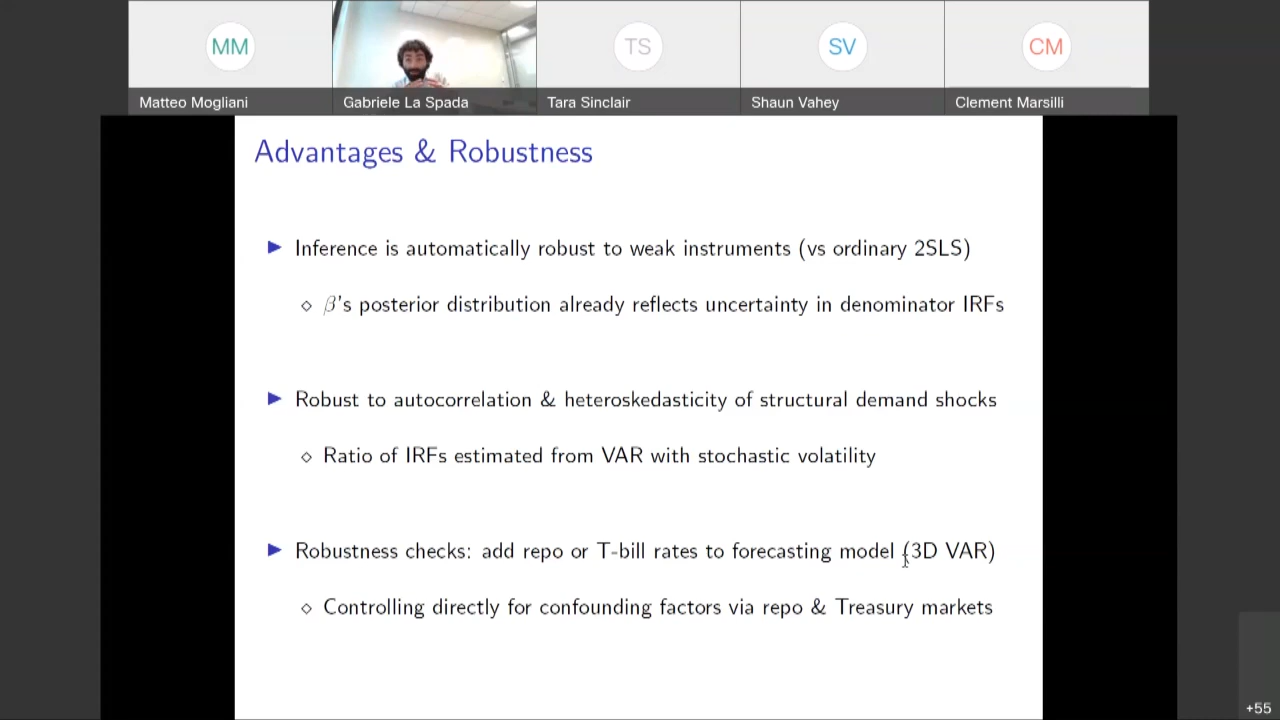 MM
TS
SV
CM
Matteo Mogliani
Gabriele La Spada
Tara Sinclair
Shaun Vahey
Clement Marsilli
Advantages & Robustness
▶ Inference is automatically robust to weak instruments (vs ordinary 2SLS)
◇ β's posterior distribution already reflects uncertainty in denominator IRFs
▶ Robust to autocorrelation & heteroskedasticity of structural demand shocks
◇ Ratio of IRFs estimated from VAR with stochastic volatility
▶ Robustness checks: add repo or T-bill rates to forecasting model (3D VAR)
◇ Controlling directly for confounding factors via repo & Treasury markets
+55